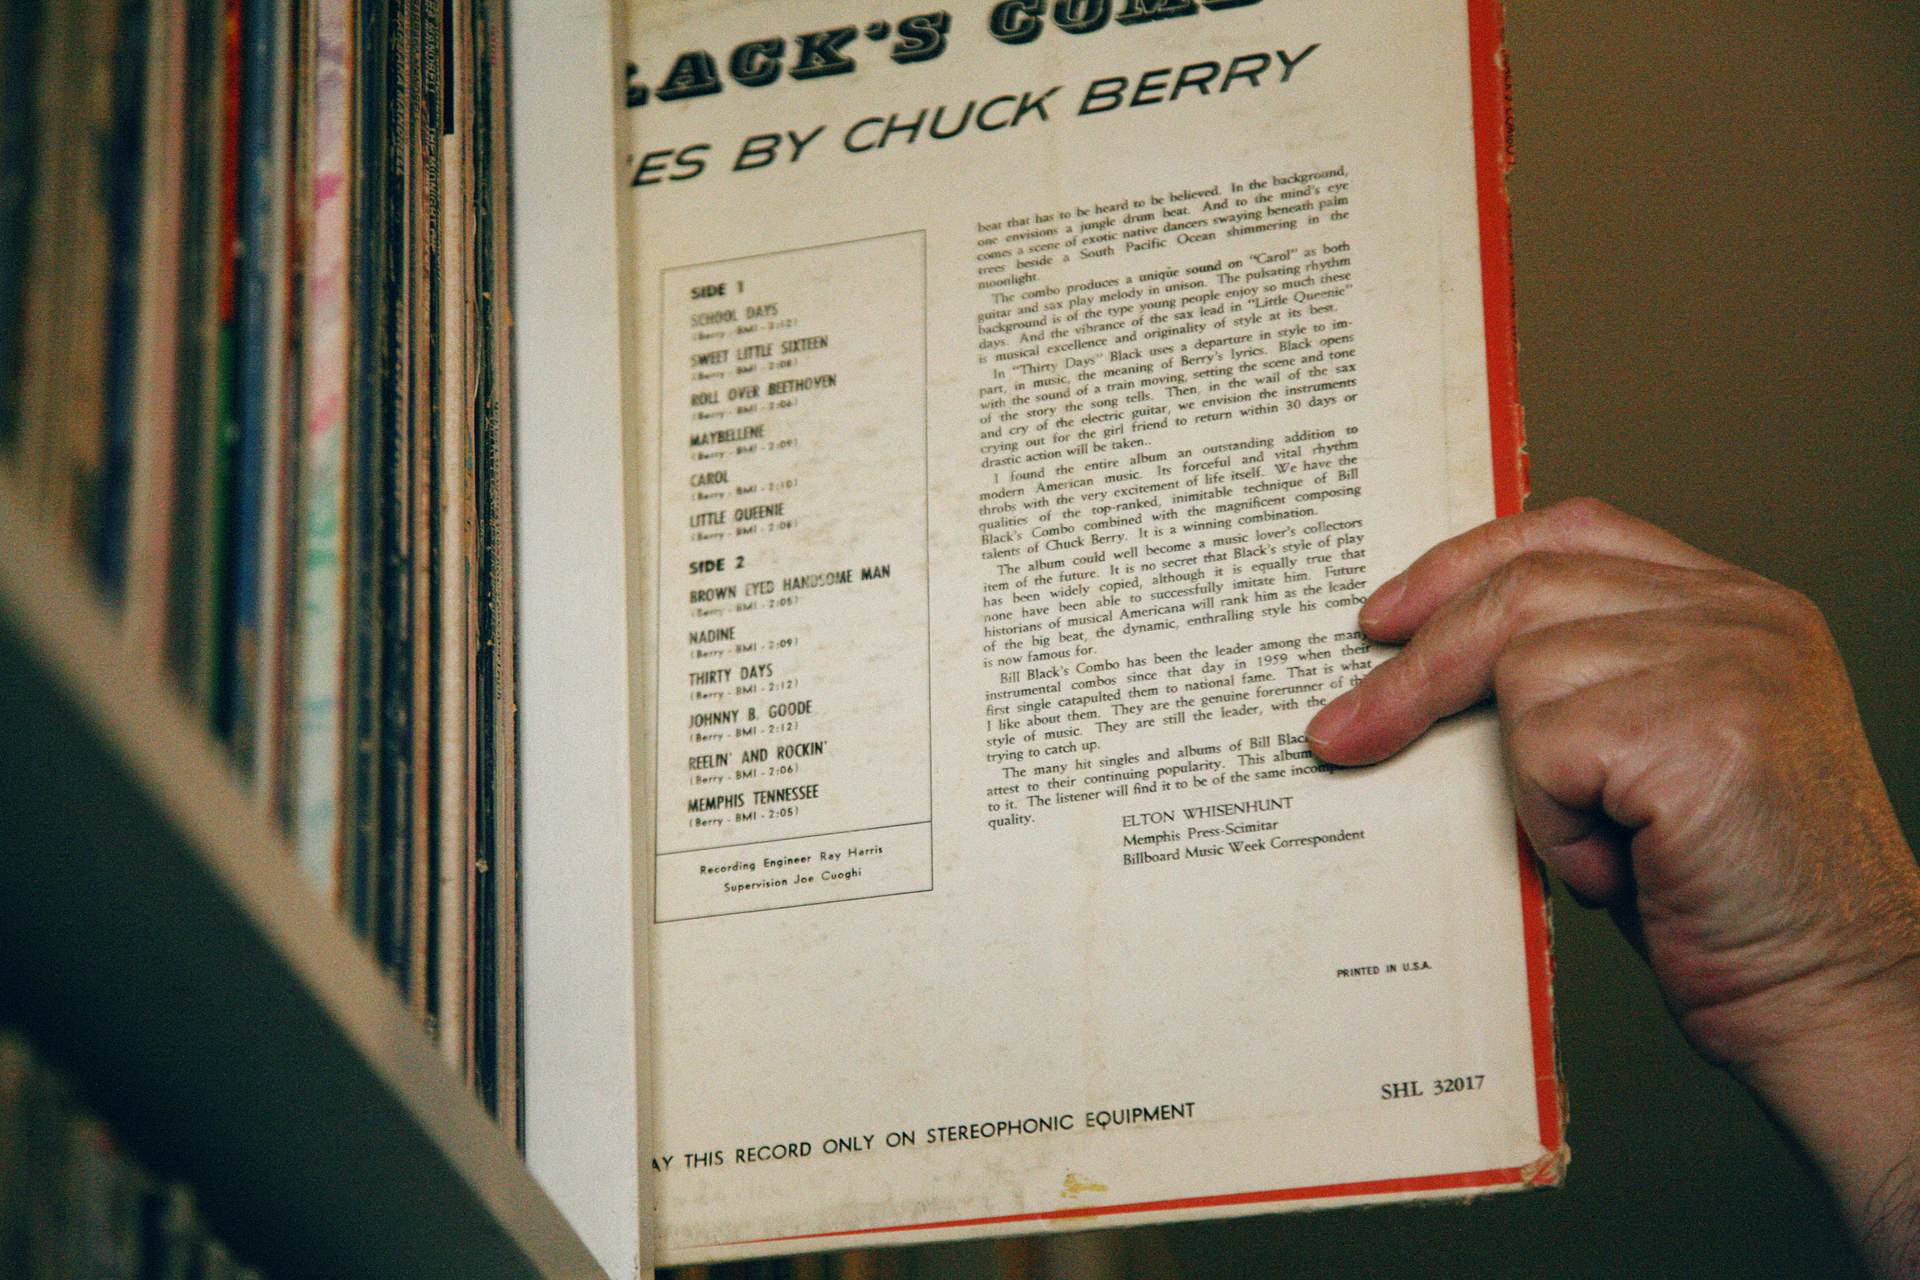 LACK'S COMB
ES BY CHUCK BERRY
SIDE 1
SCHOOL DAYS
(Berry - BMI - 2:12)
SWEET LITTLE SIXTEEN
(Berry - BMI - 2:08)
ROLL OVER BEETHOVEN
(Berry - BMI - 2:06)
MAYBELLENE
(Berry - BMI - 2:09)
CAROL
(Berry - BMI - 2:10)
LITTLE QUEENIE
(Berry - BMI - 2:08)
SIDE 2
BROWN EYED HANDSOME MAN
(Berry - BMI - 2:05)
NADINE
(Berry - BMI - 2:09)
THIRTY DAYS
(Berry - BMI - 2:12)
JOHNNY B. GOODE
(Berry - BMI - 2:12)
REELIN' AND ROCKIN'
(Berry - BMI - 2:06)
MEMPHIS TENNESSEE
(Berry - BMI - 2:05)
Recording Engineer Ray Harris
Supervision Joe Cuoghi
beat that has to be heard to be believed. In the background,
one envisions a jungle drum beat. And to the mind's eye
comes a scene of exotic native dancers swaying beneath palm
trees beside a South Pacific Ocean shimmering in the
moonlight.
The combo produces a unique sound on "Carol" as both
guitar and sax play melody in unison. The pulsating rhythm
background is of the type young people enjoy so much these
days. And the vibrance of the sax lead in "Little Queenie"
is musical excellence and originality of style at its best.
In "Thirty Days" Black uses a departure in style to im-
part, in music, the meaning of Berry's lyrics. Black opens
with the sound of a train moving, setting the scene and tone
of the story the song tells. Then, in the wail of the sax
and cry of the electric guitar, we envision the instruments
crying out for the girl friend to return within 30 days or
drastic action will be taken..
I found the entire album an outstanding addition to
modern American music. Its forceful and vital rhythm
throbs with the very excitement of life itself. We have the
qualities of the top-ranked, inimitable technique of Bill
Black's Combo combined with the magnificent composing
talents of Chuck Berry. It is a winning combination.
The album could well become a music lover's collectors
item of the future. It is no secret that Black's style of play
has been widely copied, although it is equally true that
none have been able to successfully imitate him. Future
historians of musical Americana will rank him as the leader
of the big beat, the dynamic, enthralling style his combo
is now famous for.
Bill Black's Combo has been the leader among the many
instrumental combos since that day in 1959 when their
first single catapulted them to national fame. That is what
I like about them. They are the genuine forerunner of
style of music. They are still the leader, with the
trying to catch up.
The many hit singles and albums of Bill Blac
attest to their continuing popularity. This album
to it. The listener will find it to be of the same
quality.
ELTON WHISENHUNT
Memphis Press-Scimitar
Billboard Music Week Correspondent
PRINTED IN U.S.A.
SHL 32017
AY THIS RECORD ONLY ON STEREOPHONIC EQUIPMENT